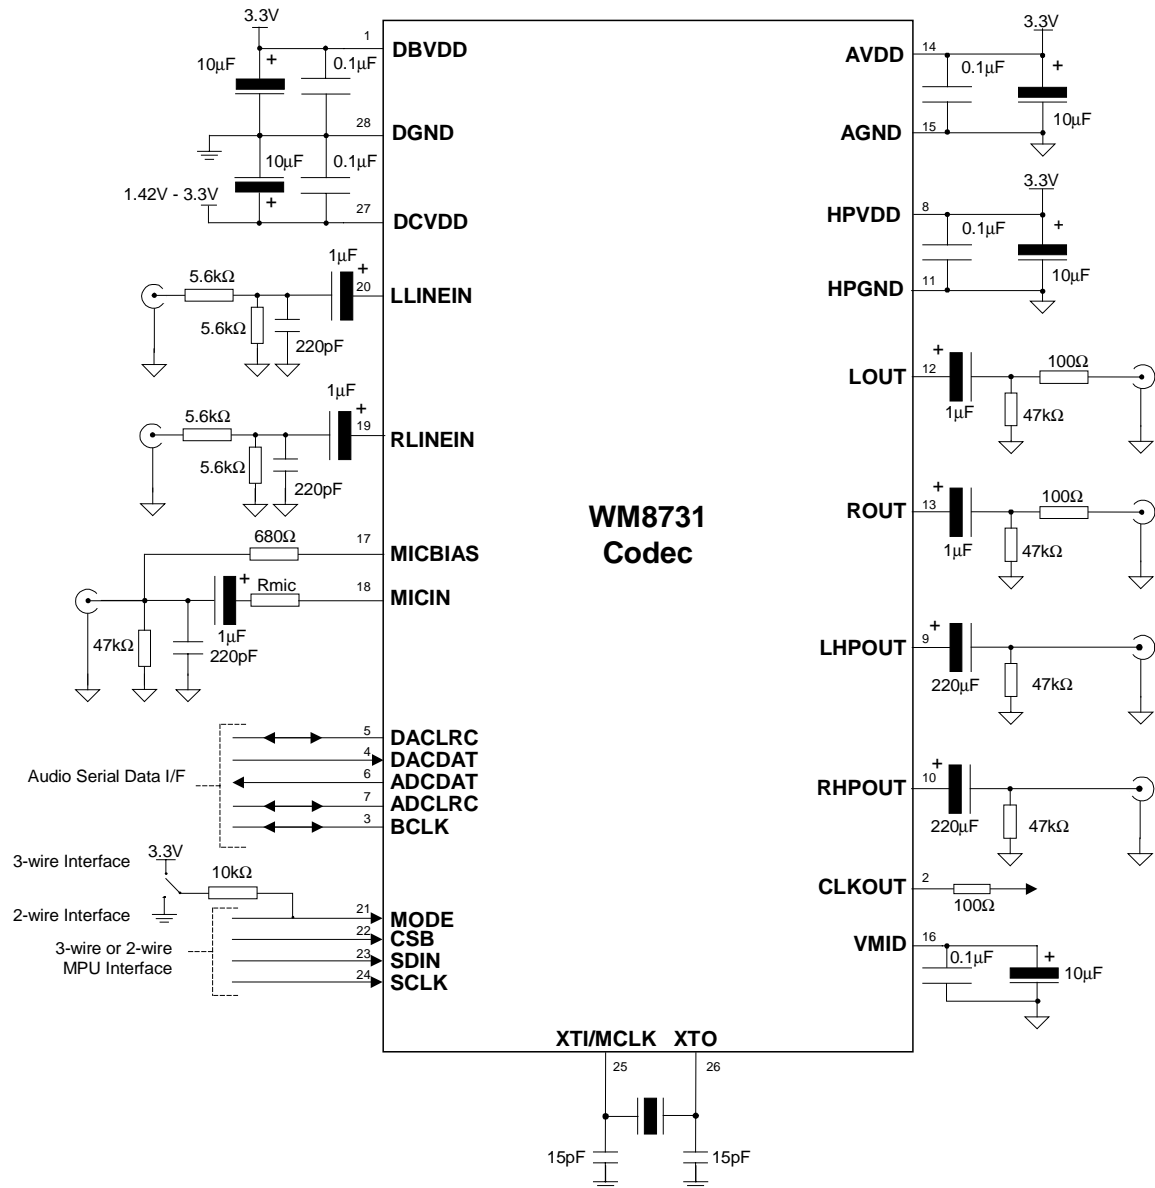 3.3V
1
DBVDD
10µF
+
0.1µF
28
DGND
10µF
+
0.1µF
1.42V - 3.3V
27
DCVDD
5.6kΩ
1µF
+
20
LLINEIN
5.6kΩ
220pF
5.6kΩ
1µF
+
19
RLINEIN
5.6kΩ
220pF
680Ω
17
MICBIAS
+
Rmic
18
MICIN
47kΩ
1µF
220pF
Audio Serial Data I/F
5
DACLRC
4
DACDAT
6
ADCDAT
7
ADCLRC
3
BCLK
3-wire Interface
3.3V
10kΩ
2-wire Interface
21
MODE
3-wire or 2-wire
MPU Interface
22
CSB
23
SDIN
24
SCLK
WM8731
Codec
3.3V
AVDD
14
0.1µF
+
10µF
AGND
15
3.3V
HPVDD
8
0.1µF
+
10µF
HPGND
11
LOUT
12
+
1µF
100Ω
47kΩ
ROUT
13
+
1µF
100Ω
47kΩ
LHPOUT
9
+
220µF
47kΩ
RHPOUT
10
+
220µF
47kΩ
CLKOUT
2
100Ω
VMID
16
0.1µF
+
10µF
XTI/MCLK
XTO
25
26
15pF
15pF